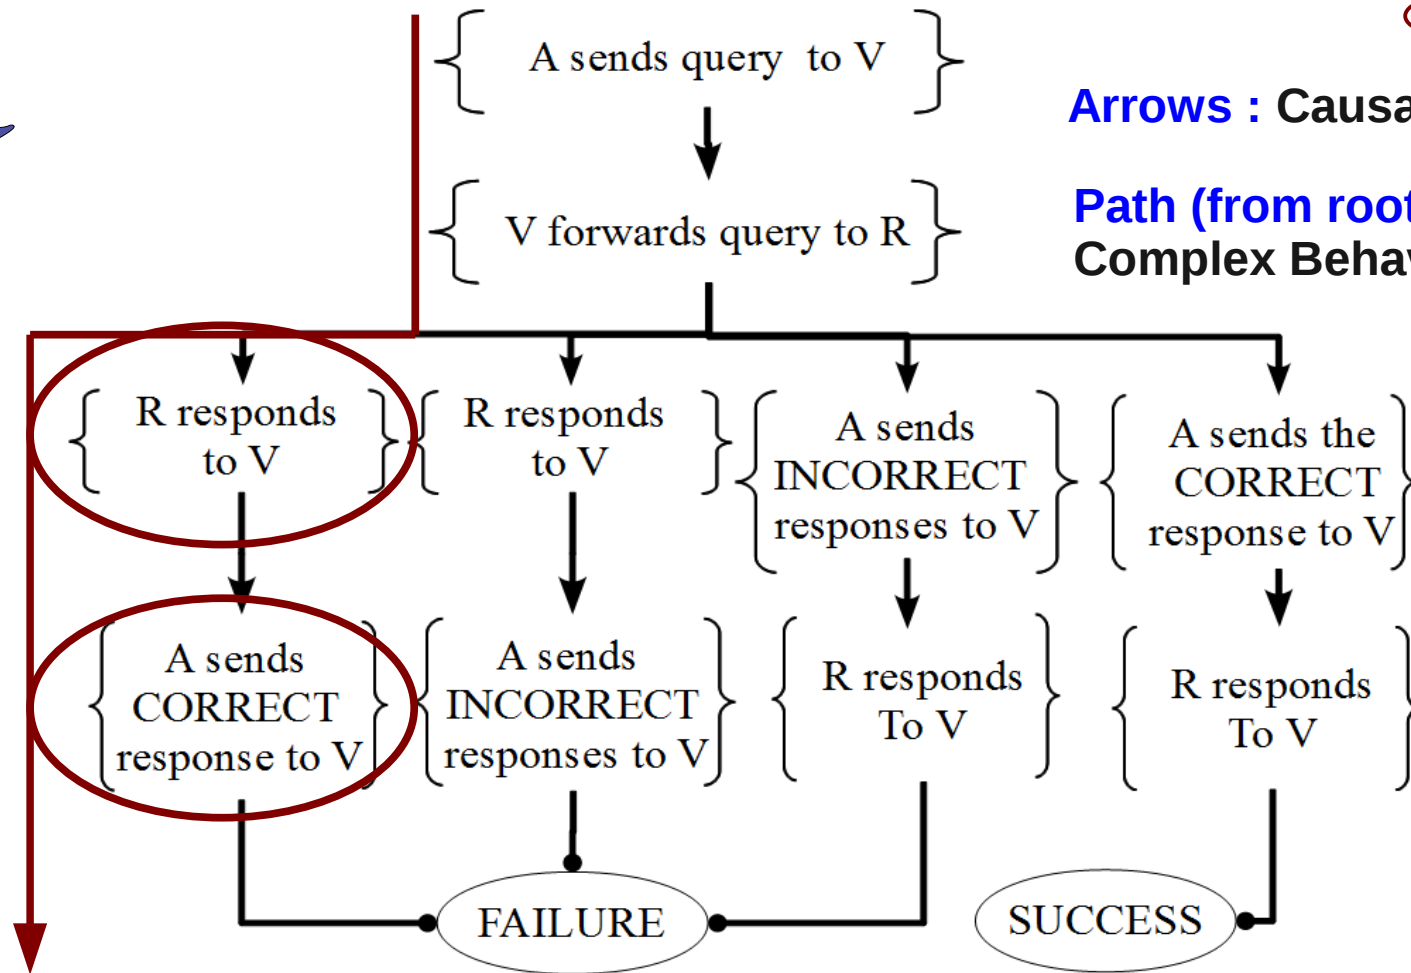 A sends query to V
Arrows : Causa
V forwards query to R
Path (from root
Complex Behav
R responds
to V
R responds
to V
A sends
INCORRECT
responses to V
A sends the
CORRECT
response to V
A sends
CORRECT
response to V
A sends
INCORRECT
responses to V
R responds
To V
R responds
To V
FAILURE
SUCCESS